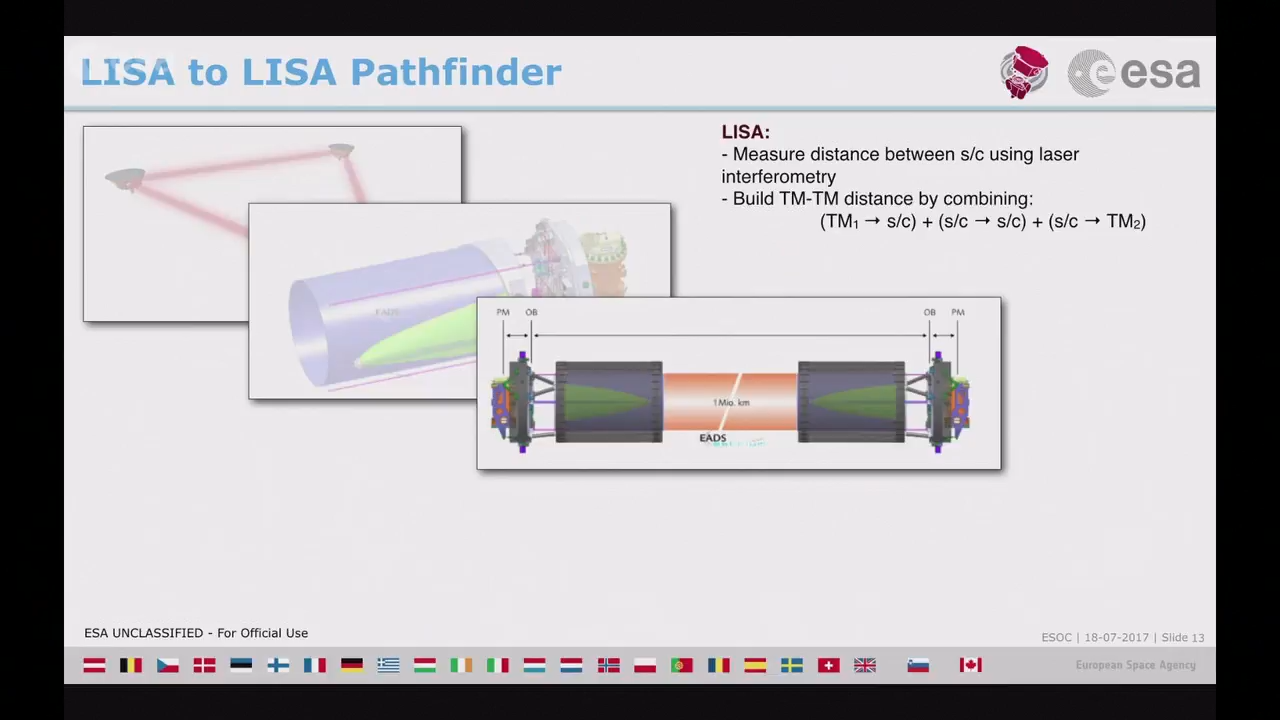 LISA to LISA Pathfinder
esa
LISA:
- Measure distance between s/c using laser
interferometry
- Build TM-TM distance by combining:
(TM₁ → s/c) + (s/c → s/c) + (s/c → TM₂)
EADS
PM OB OB PM
1 Mio. km
EADS
ESA UNCLASSIFIED - For Official Use
ESOC | 18-07-2017 | Slide 13
European Space Agency